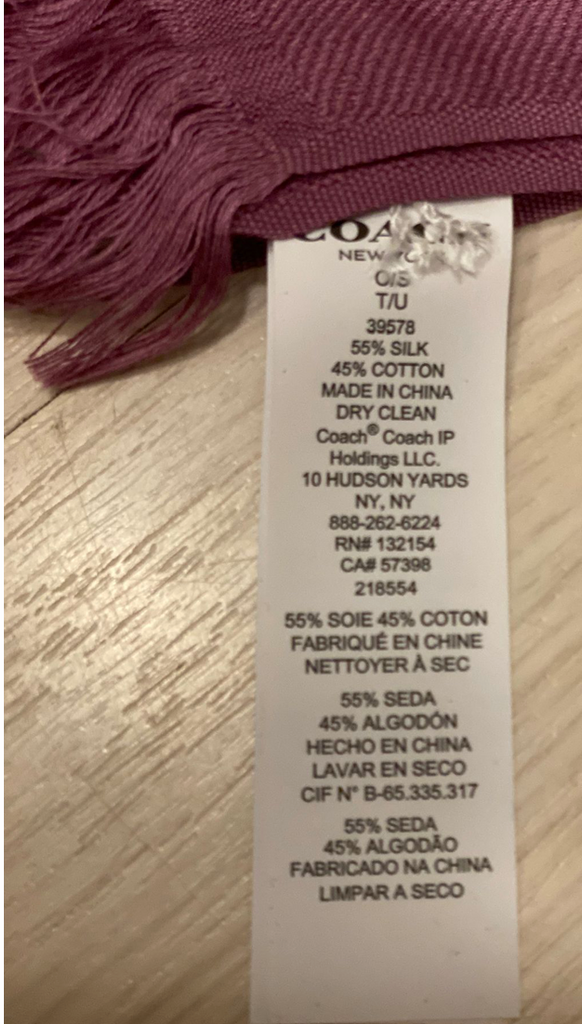 COACH
NEW YORK
O/S
T/U
39578
55% SILK
45% COTTON
MADE IN CHINA
DRY CLEAN
Coach® Coach IP
Holdings LLC.
10 HUDSON YARDS
NY, NY
888-262-6224
RN# 132154
CA# 57398
218554
55% SOIE 45% COTON
FABRIQUÉ EN CHINE
NETTOYER À SEC
55% SEDA
45% ALGODÓN
HECHO EN CHINA
LAVAR EN SECO
CIF N° B-65.335.317
55% SEDA
45% ALGODÃO
FABRICADO NA CHINA
LIMPAR A SECO